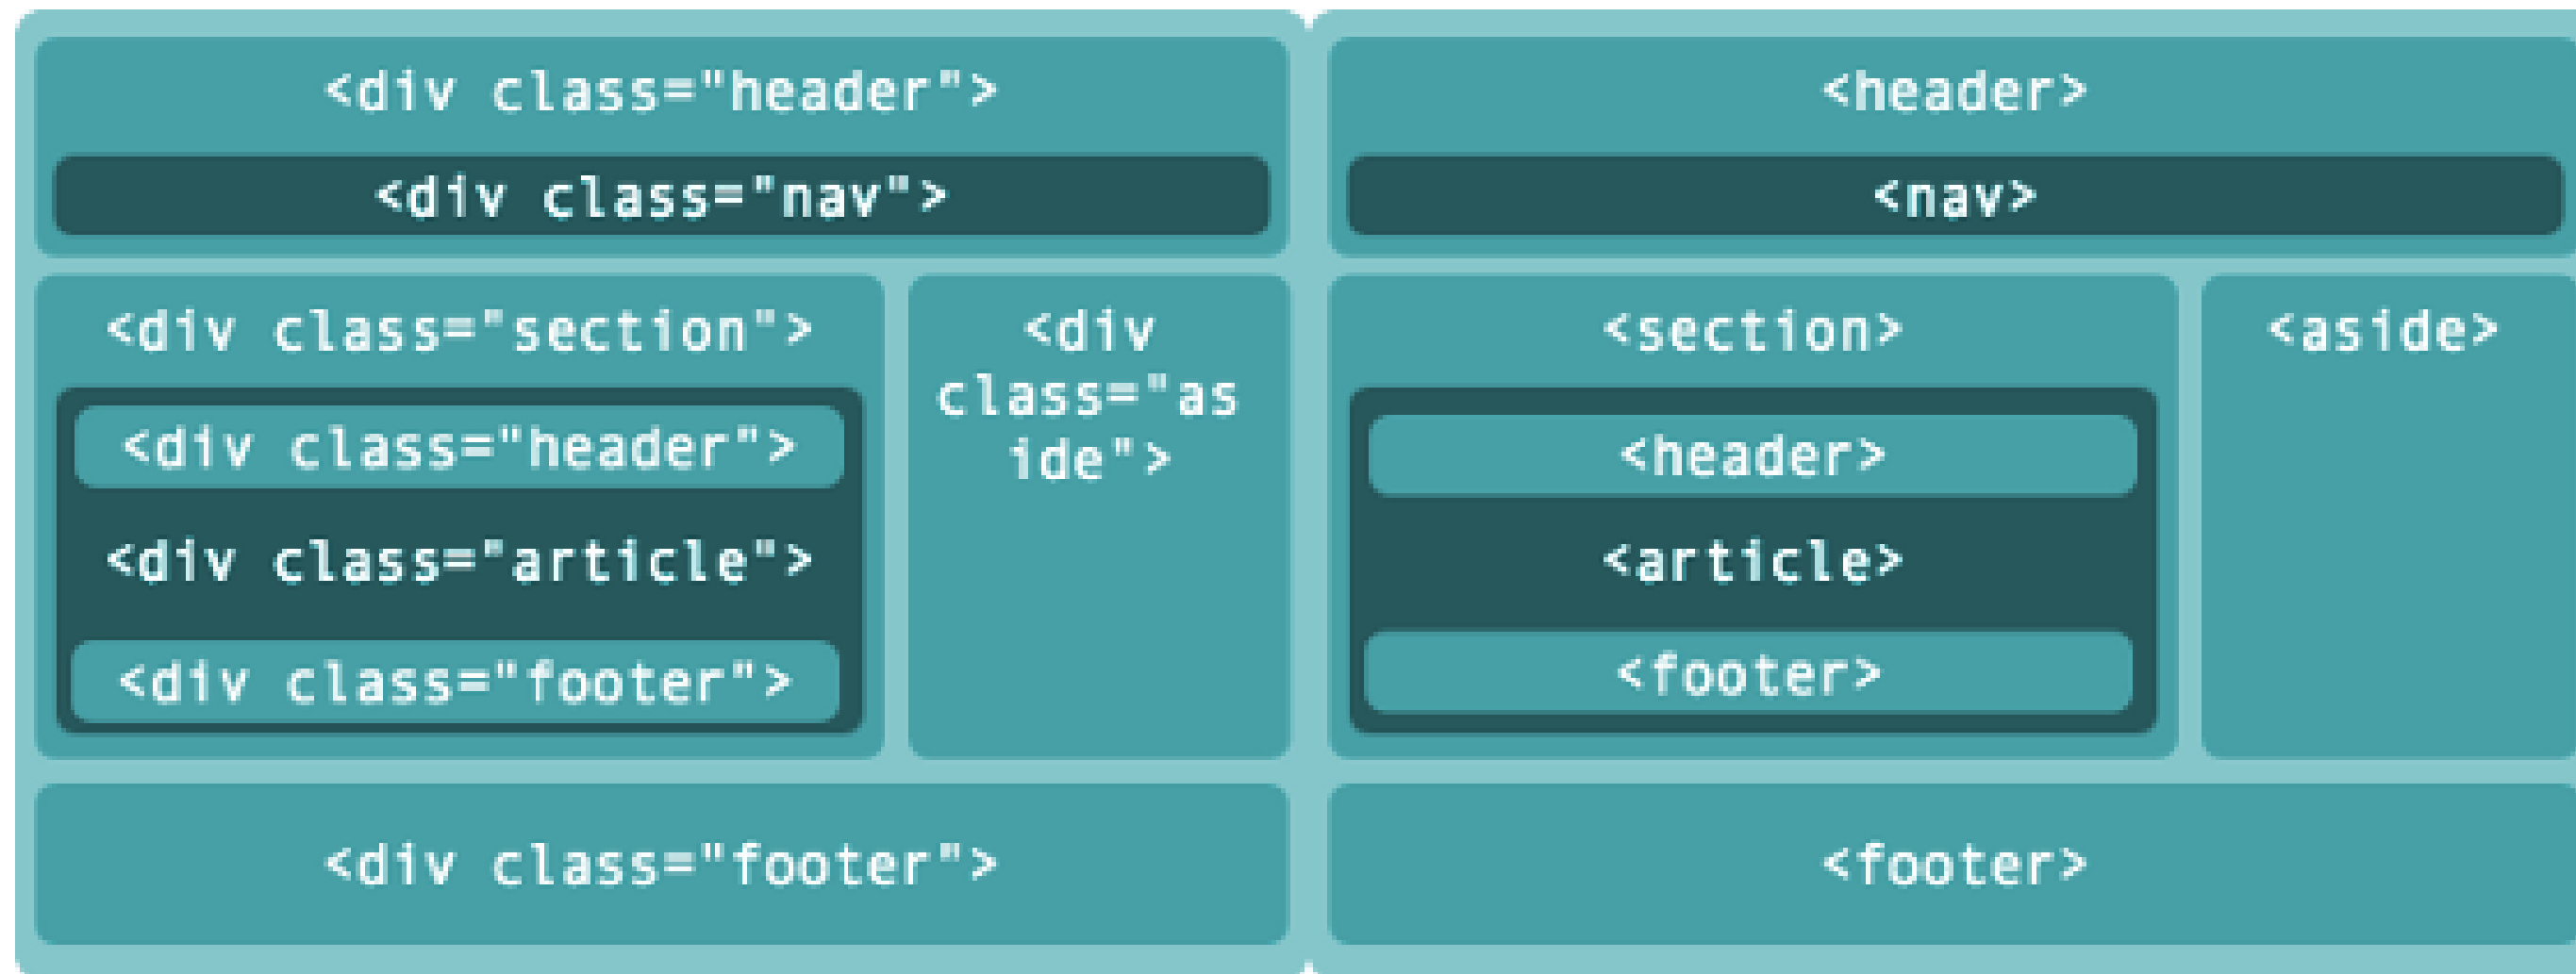 <div class="header">
<div class="nav">
<div class="section">
<div class="header">
<div class="article">
<div class="footer">
<div
class="as
ide">
<div class="footer">
<header>
<nav>
<section>
<header>
<article>
<footer>
<aside>
<footer>